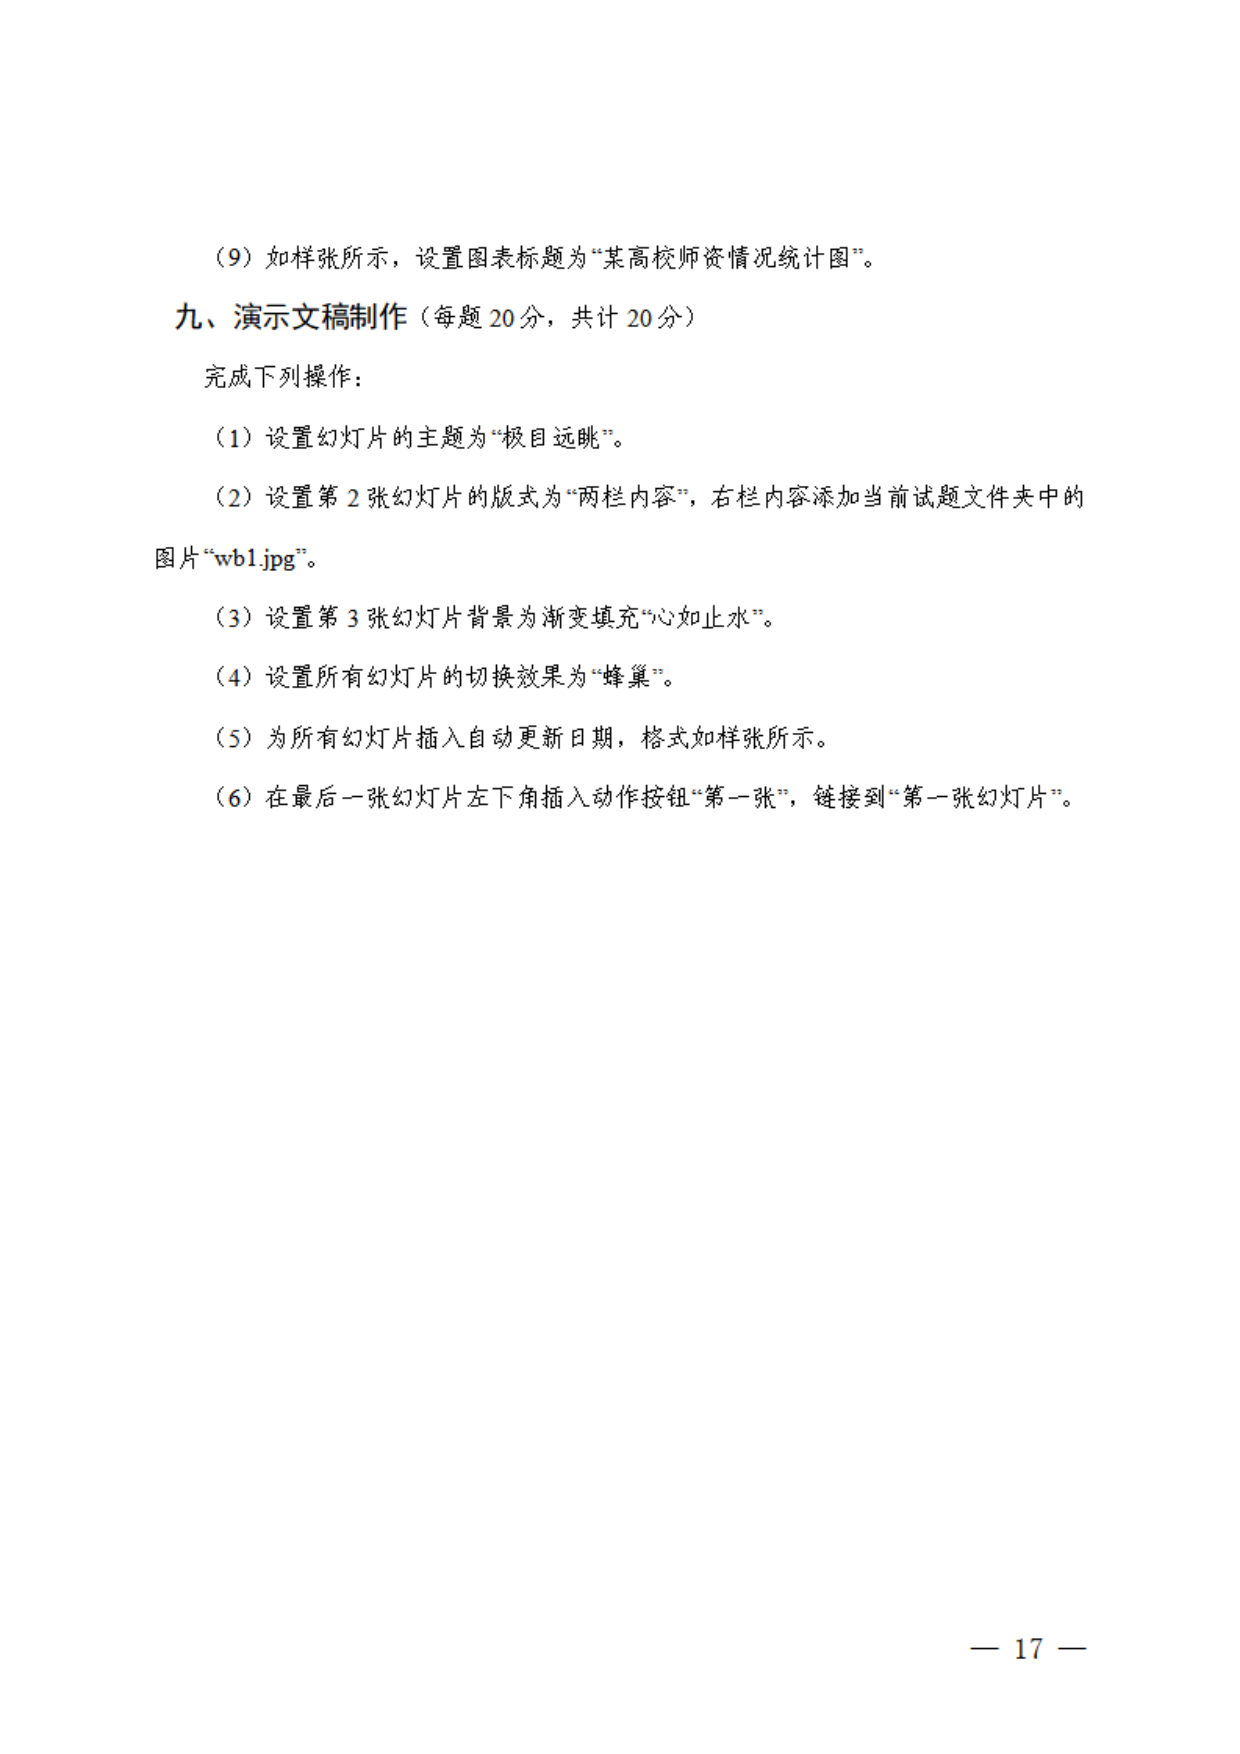 （9）如样张所示，设置图表标题为“某高校师资情况统计图”。
九、演示文稿制作（每题 20 分，共计 20 分）
完成下列操作：
（1）设置幻灯片的主题为“极目远眺”。
（2）设置第 2 张幻灯片的版式为“两栏内容”，右栏内容添加当前试题文件夹中的
图片“wb1.jpg”。
（3）设置第 3 张幻灯片背景为渐变填充“心如止水”。
（4）设置所有幻灯片的切换效果为“蜂巢”。
（5）为所有幻灯片插入自动更新日期，格式如样张所示。
（6）在最后一张幻灯片左下角插入动作按钮“第一张”，链接到“第一张幻灯片”。
— 17 —